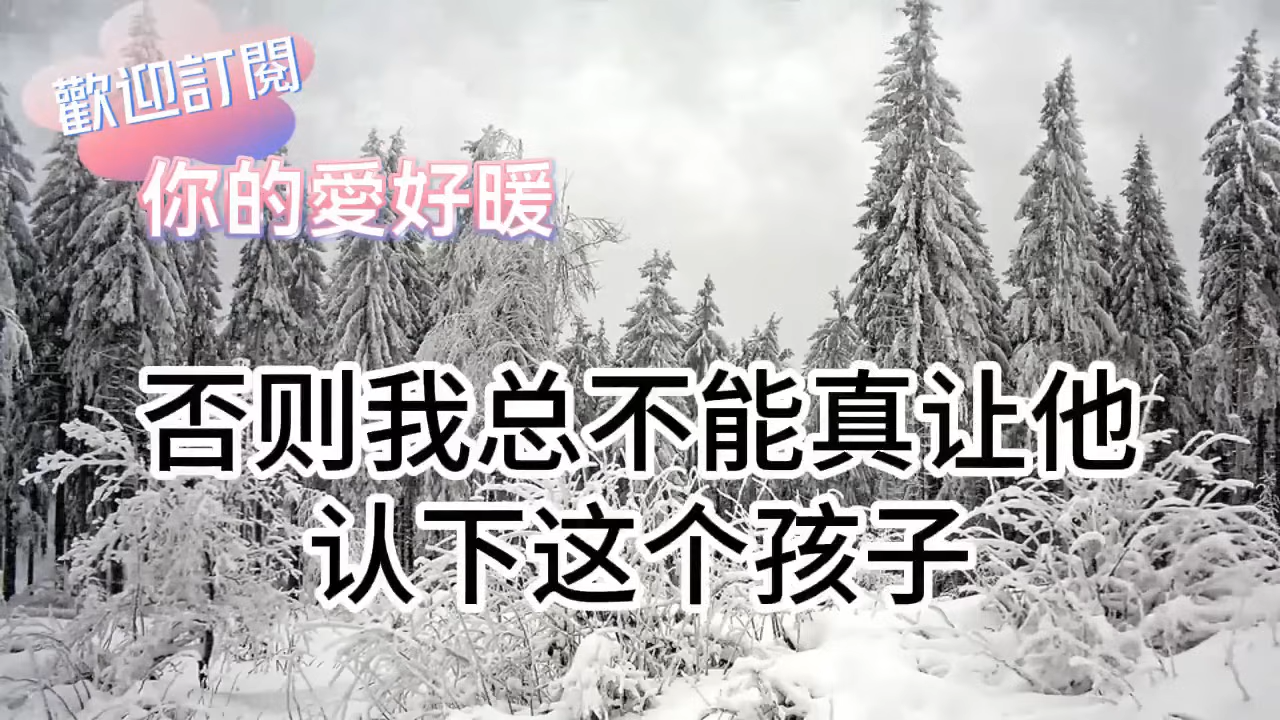 歡迎訂閱
你的愛好暖
否则我总不能真让他
认下这个孩子